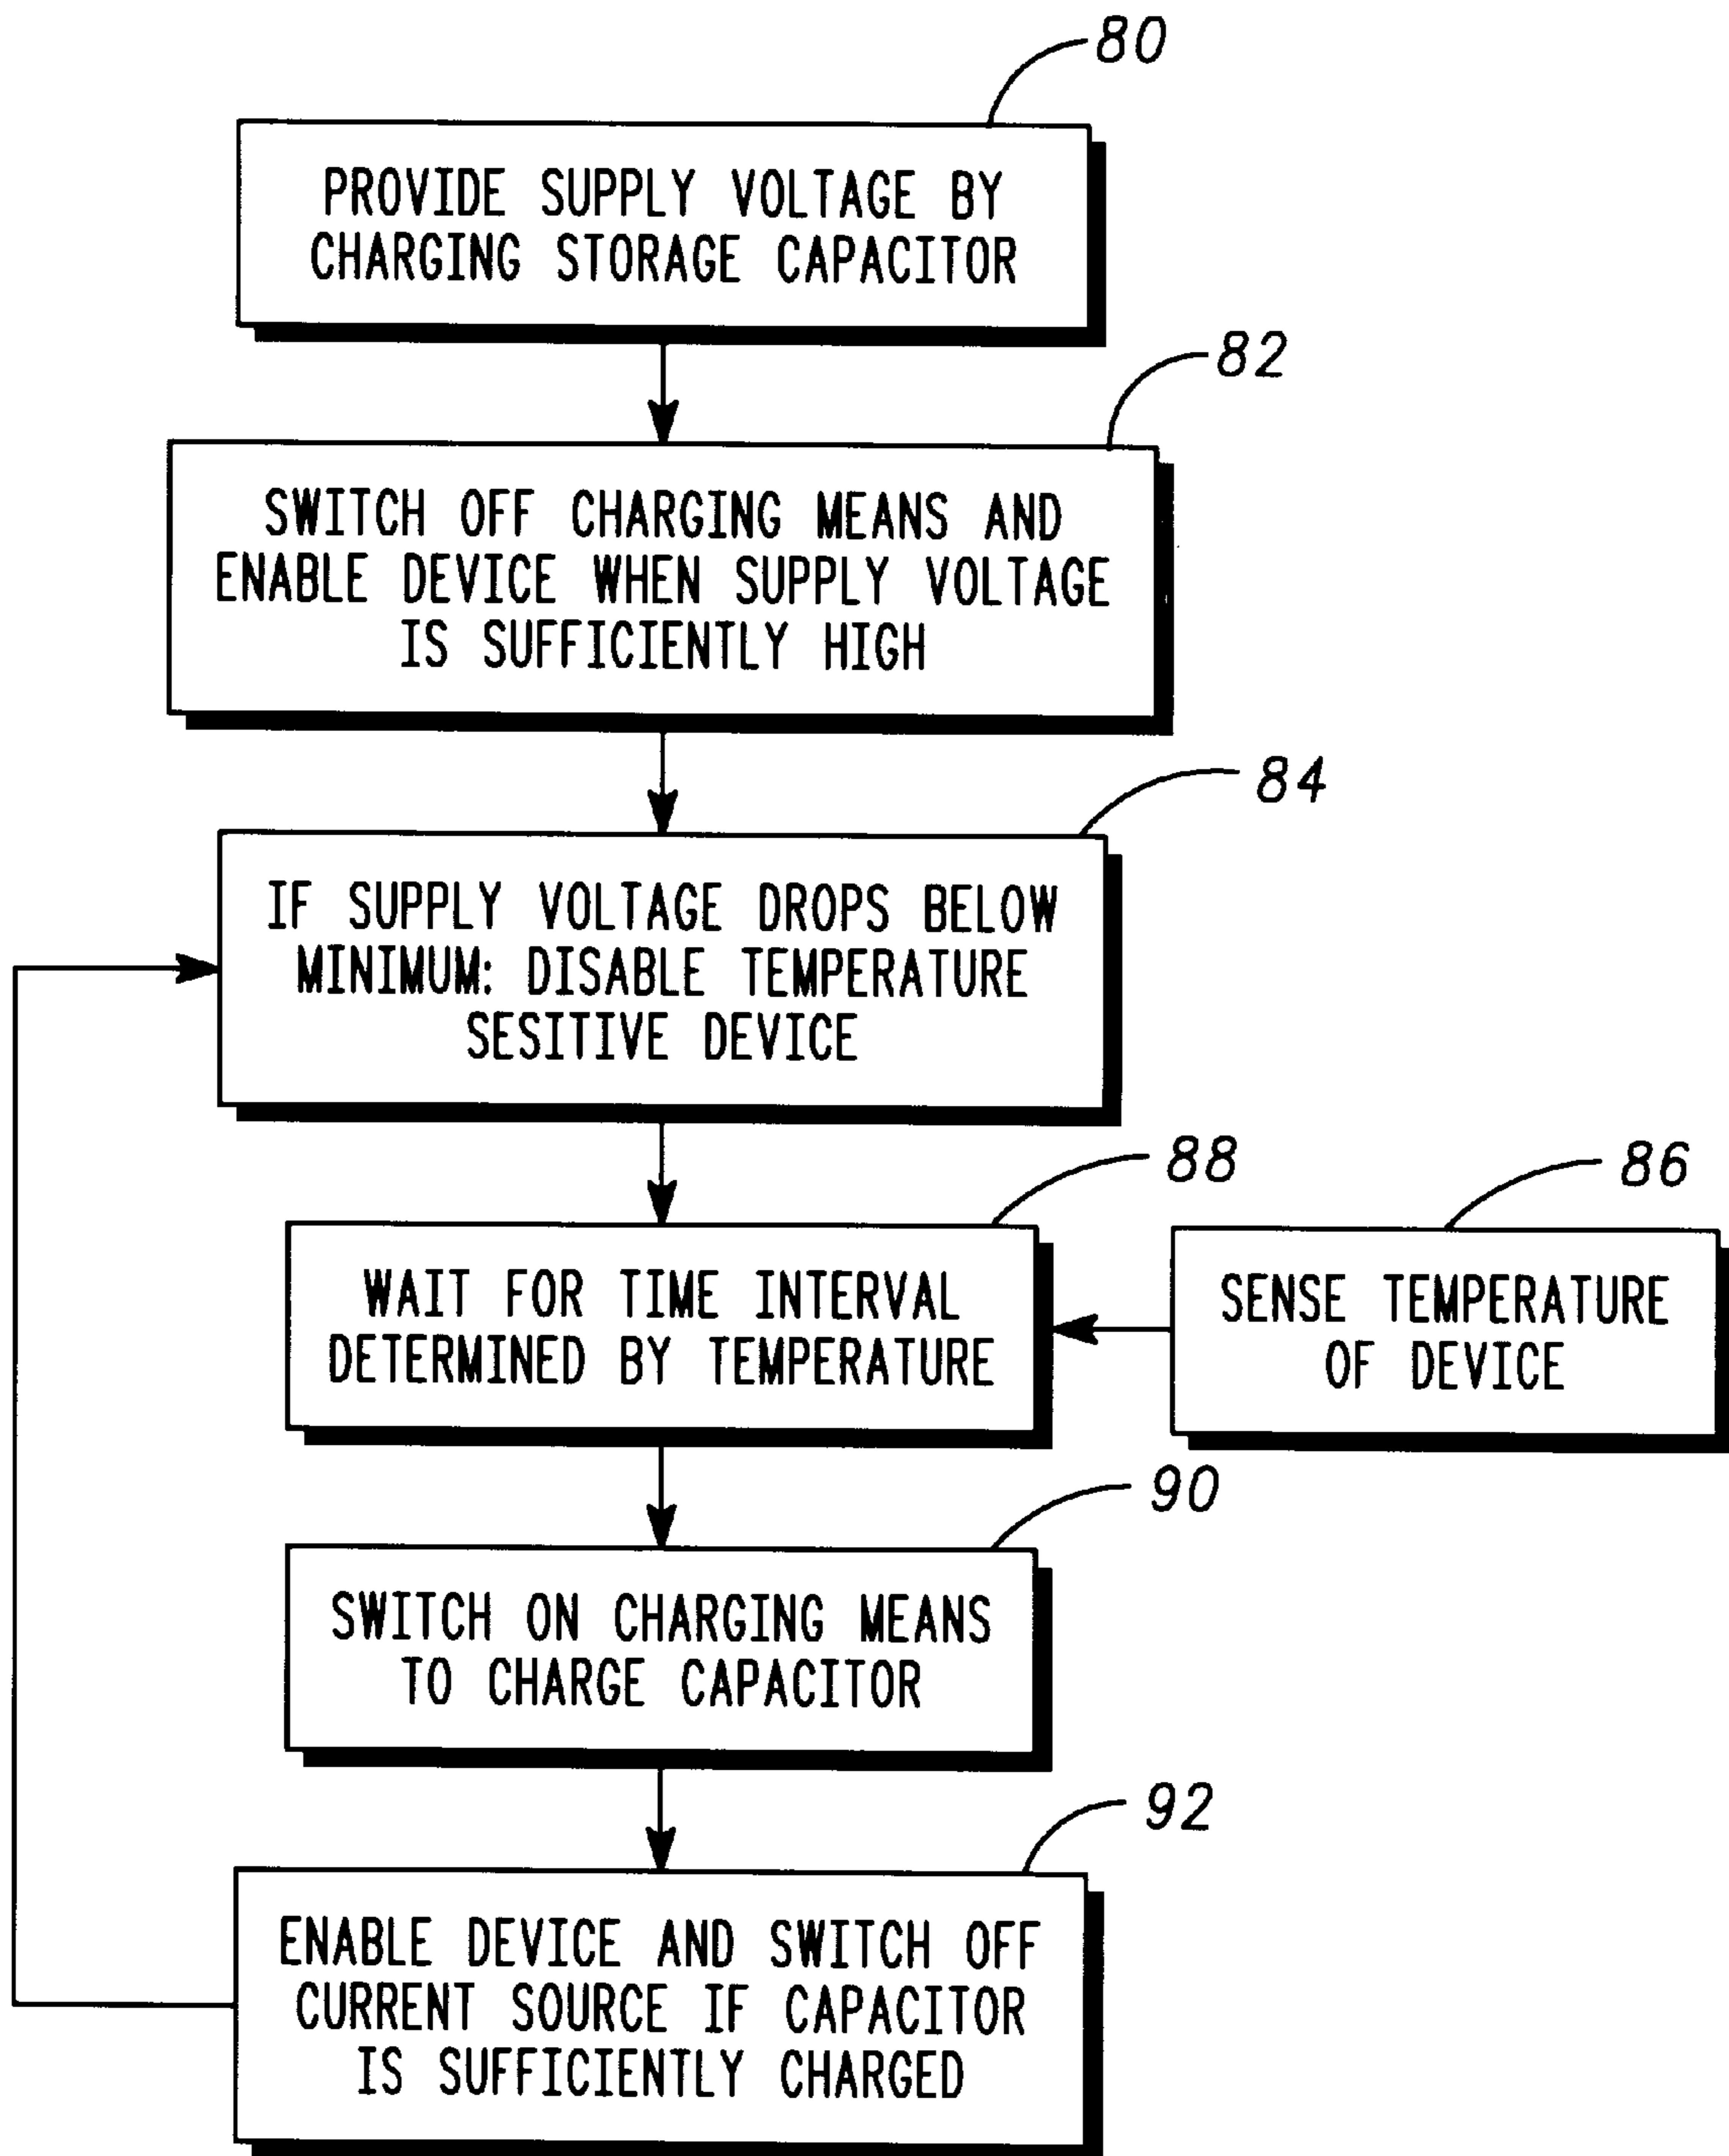 80
PROVIDE SUPPLY VOLTAGE BY
CHARGING STORAGE CAPACITOR
82
SWITCH OFF CHARGING MEANS AND
ENABLE DEVICE WHEN SUPPLY VOLTAGE
IS SUFFICIENTLY HIGH
84
IF SUPPLY VOLTAGE DROPS BELOW
MINIMUM: DISABLE TEMPERATURE
SESITIVE DEVICE
88
WAIT FOR TIME INTERVAL
DETERMINED BY TEMPERATURE
86
SENSE TEMPERATURE
OF DEVICE
90
SWITCH ON CHARGING MEANS
TO CHARGE CAPACITOR
92
ENABLE DEVICE AND SWITCH OFF
CURRENT SOURCE IF CAPACITOR
IS SUFFICIENTLY CHARGED